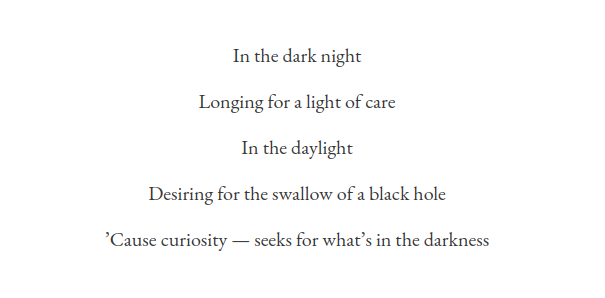 In the dark night
Longing for a light of care
In the daylight
Desiring for the swallow of a black hole
’Cause curiosity — seeks for what’s in the darkness